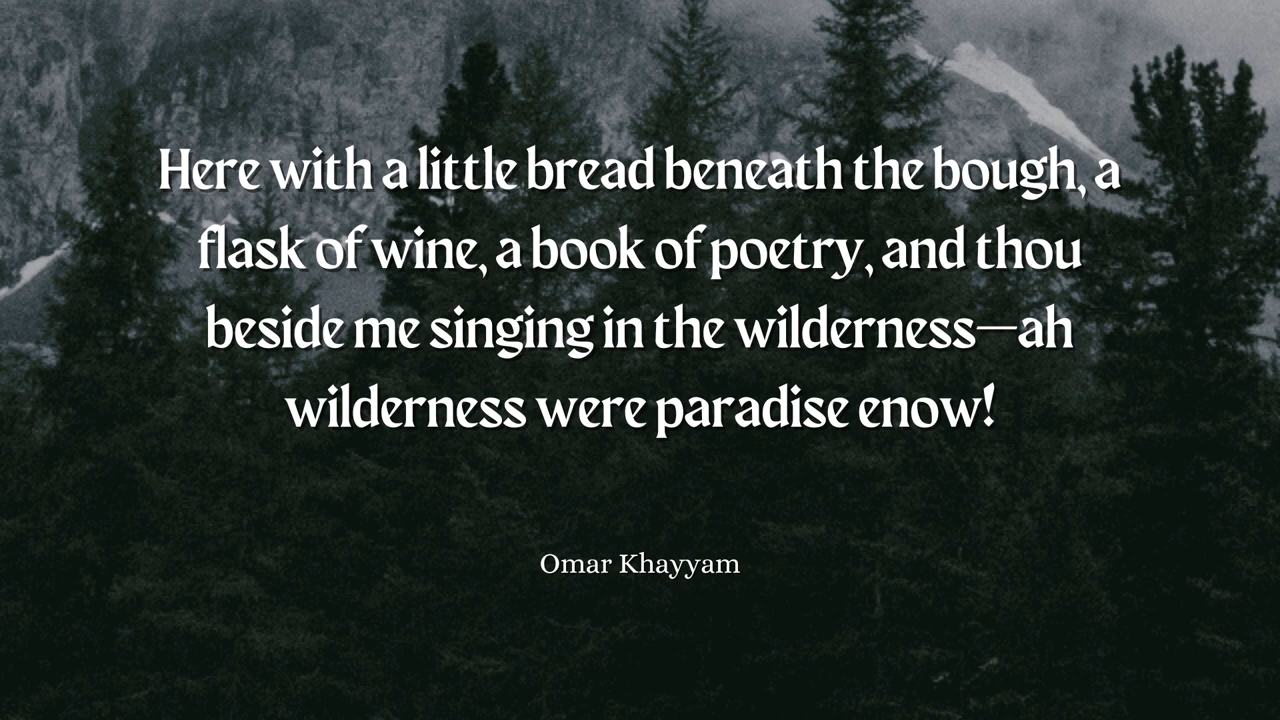 Here with a little bread beneath the bough, a
flask of wine, a book of poetry, and thou
beside me singing in the wilderness—ah
wilderness were paradise enow!
Omar Khayyam